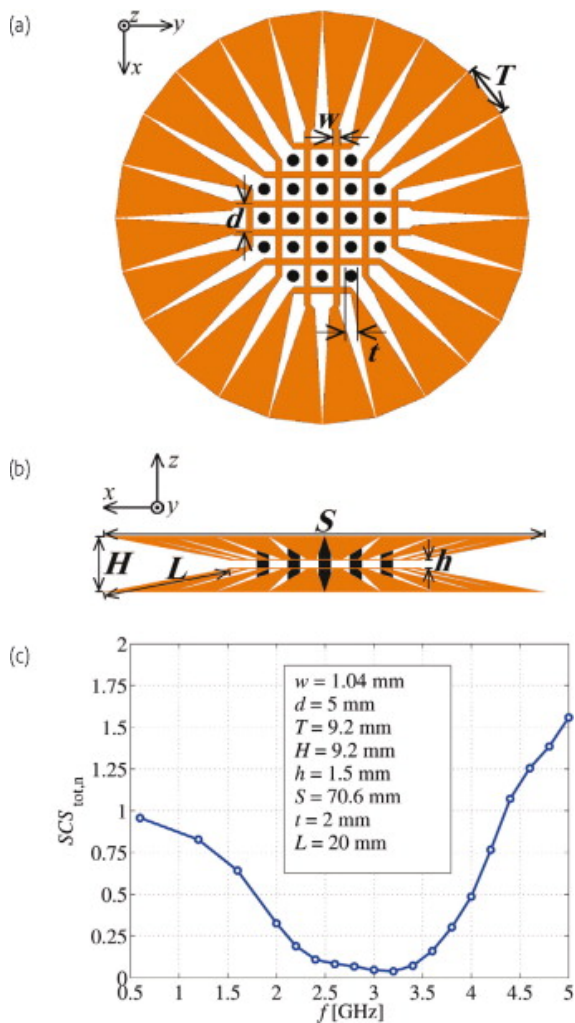 (a)
z
y
x
T
w
d
t
(b)
z
x
y
S
H
L
h
(c)
2
1.75
1.5
1.25
1
0.75
0.5
0.25
0
SCS tot,n
w = 1.04 mm
d = 5 mm
T = 9.2 mm
H = 9.2 mm
h = 1.5 mm
S = 70.6 mm
t = 2 mm
L = 20 mm
0.5 1 1.5 2 2.5 3 3.5 4 4.5 5
f [GHz]